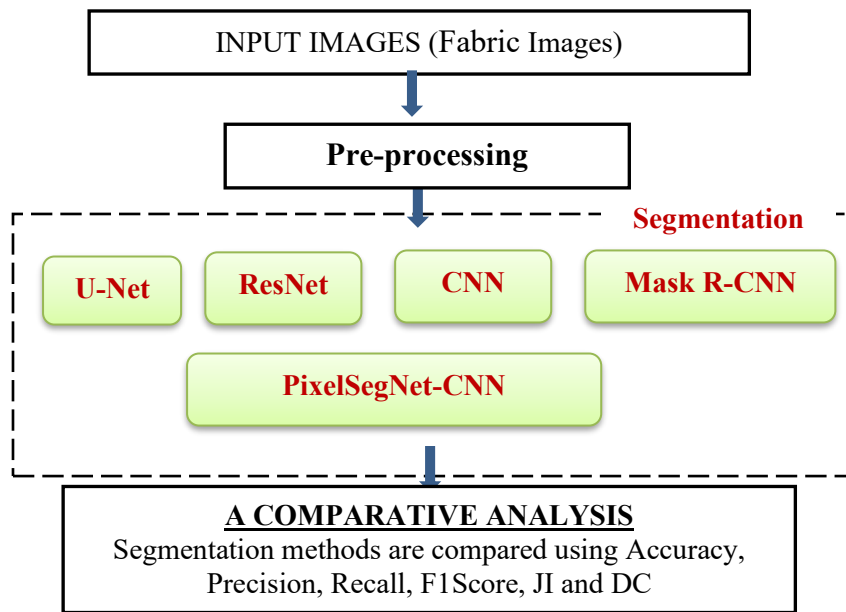 INPUT IMAGES (Fabric Images)
Pre-processing
Segmentation
U-Net
ResNet
CNN
Mask R-CNN
PixelSegNet-CNN
A COMPARATIVE ANALYSIS
Segmentation methods are compared using Accuracy,
Precision, Recall, F1Score, JI and DC